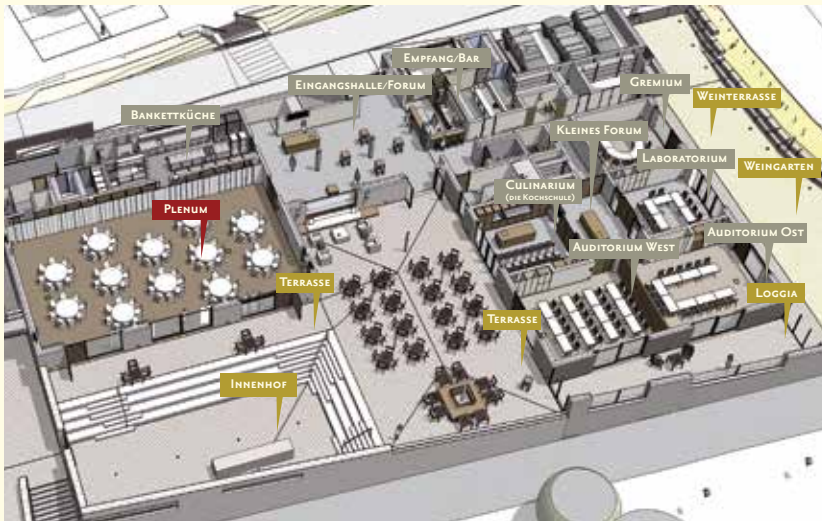 Empfang/Bar
Eingangshalle/Forum
Gremium
Weinterrasse
Bankettküche
Kleines Forum
Laboratorium
Weingarten
Culinarium
(die Kochschule)
Plenum
Auditorium Ost
Auditorium West
Terrasse
Loggia
Terrasse
Innenhof